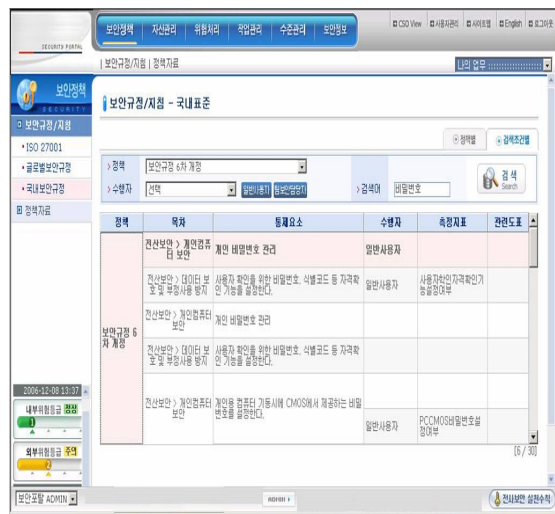 보안정책 자산관리 위험처리 작업관리 수준관리 보안정보
CSO View 사용자관리 사이트맵 English 로그아웃
SECURITY PORTAL
| 보안규정/지침 | 정책자료
나의 업무
보안정책
SECURITY
보안규정/지침
ISO 27001
글로벌보안규정
국내보안규정
정책자료
보안규정/지침 - 국내표준
정책별 검색조건별
정책 보안규정 6차 개정
수행자 선택 일반사용자 팀보안담당자 검색어 비밀번호
검 색
Search
정책 목차 통제요소 수행자 측정지표 관련도표
보안규정 6차 개정
전산보안 > 개인컴퓨터 보안 개인 비밀번호 관리 일반사용자
전산보안 > 데이터 보호 및 부정사용 방지 사용자 확인을 위한 비밀번호, 식별코드 등 자격확인 기능을 설정한다. 일반사용자 사용자확인자격확인기능설정여부
전산보안 > 개인컴퓨터 보안 개인 비밀번호 관리
전산보안 > 데이터 보호 및 부정사용 방지 사용자 확인을 위한 비밀번호, 식별코드 등 자격확인 기능을 설정한다.
전산보안 > 개인컴퓨터 보안 개인용 컴퓨터 기동시에 CMOS에서 제공하는 비밀번호를 설정한다.
일반사용자 PCCMOS비밀번호설정여부
[6 / 30]
2006-12-08 13:37
내부위험등급 정상
1
외부위험등급 주의
2
보안포탈 ADMIN
ADMIN
전사보안 실천수칙